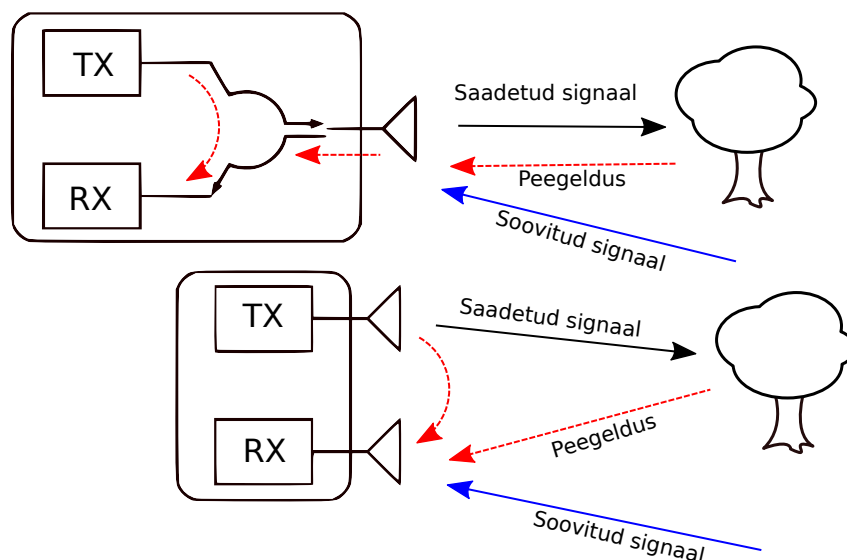 TX
Saadetud signaal
RX
Peegeldus
Soovitud signaal
TX
Saadetud signaal
RX
Peegeldus
Soovitud signaal